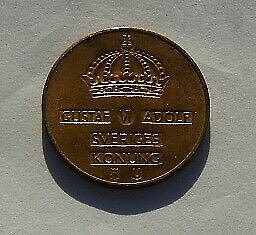 GUSTAF VI ADOLF
SVERIGES
KONUNG
U